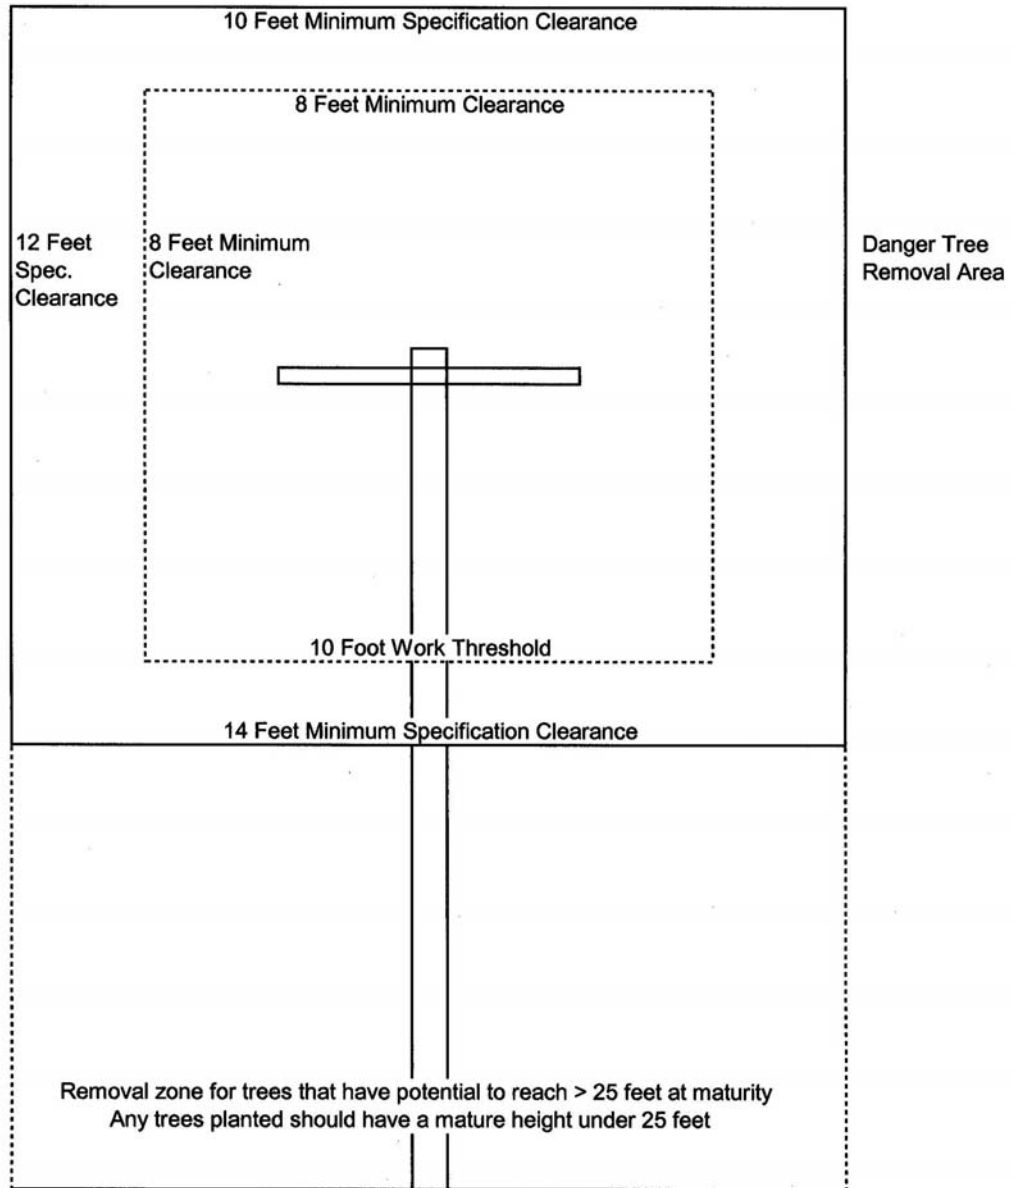 10 Feet Minimum Specification Clearance
8 Feet Minimum Clearance
12 Feet
Spec.
Clearance
8 Feet Minimum
Clearance
Danger Tree
Removal Area
10 Foot Work Threshold
14 Feet Minimum Specification Clearance
Removal zone for trees that have potential to reach > 25 feet at maturity
Any trees planted should have a mature height under 25 feet